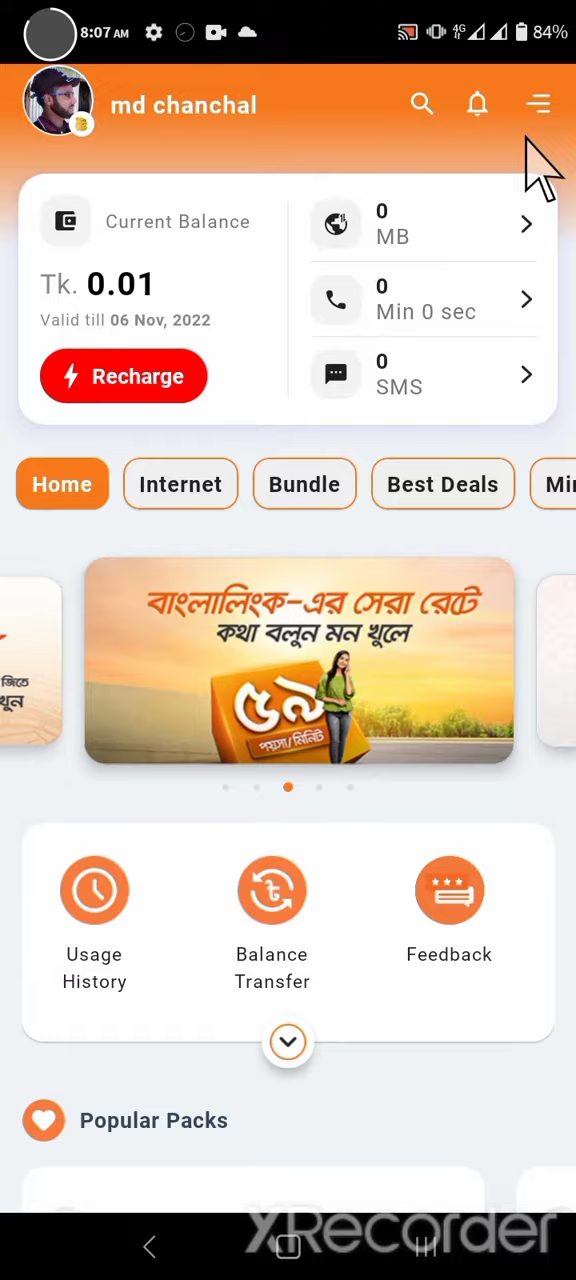 8:07 AM
4G
84%
md chanchal
Current Balance
Tk. 0.01
Valid till 06 Nov, 2022
Recharge
0
MB
0
Min 0 sec
0
SMS
Home
Internet
Bundle
Best Deals
জিতে
বাংলালিংক-এর সেরা রেটে
কথা বলুন মন খুলে
৫৯
পয়সা/মিনিট
Usage
History
Balance
Transfer
Feedback
Popular Packs
XRecorder